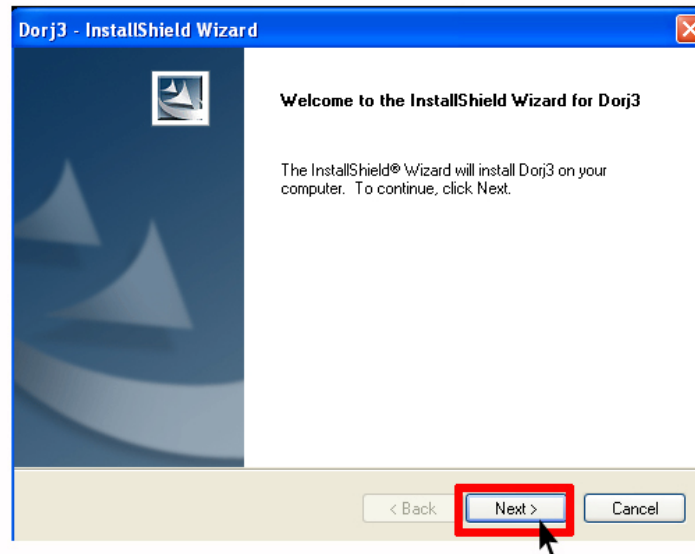 Dorj3 - InstallShield Wizard
Welcome to the InstallShield Wizard for Dorj3
The InstallShield® Wizard will install Dorj3 on your
computer. To continue, click Next.
< Back
Next >
Cancel